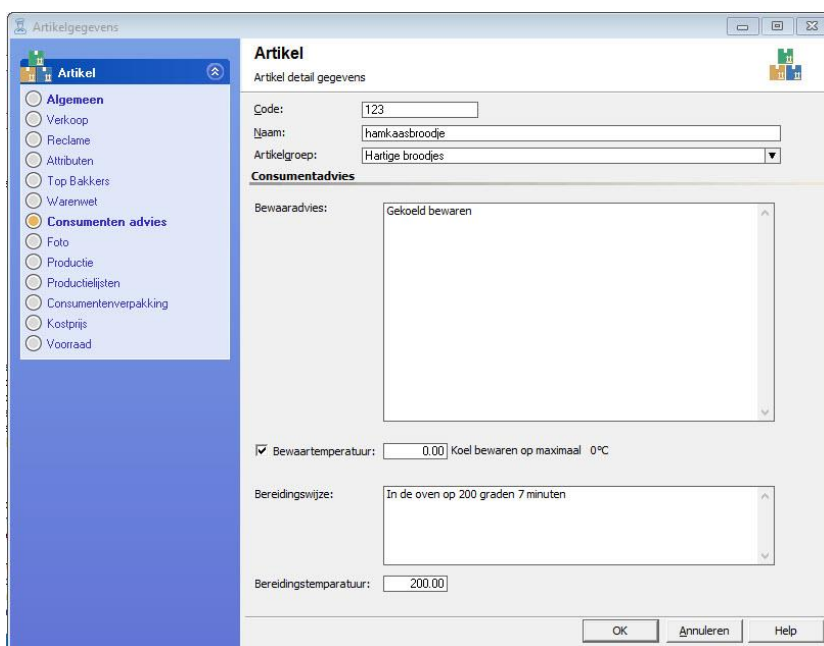 Artikelgegevens
Artikel
Algemeen
Verkoop
Reclame
Attributen
Top Bakkers
Warenwet
Consumenten advies
Foto
Productie
Productielijsten
Consumentenverpakking
Kostprijs
Voorraad
Artikel
Artikel detail gegevens
Code: 123
Naam: hamkaasbroodje
Artikelgroep: Hartige broodjes
Consumentadvies
Bewaaradvies: Gekoeld bewaren
Bewaartemperatuur: 0.00 Koel bewaren op maximaal 0°C
Bereidingswijze: In de oven op 200 graden 7 minuten
Bereidingstemparatuur: 200.00
OK Annuleren Help